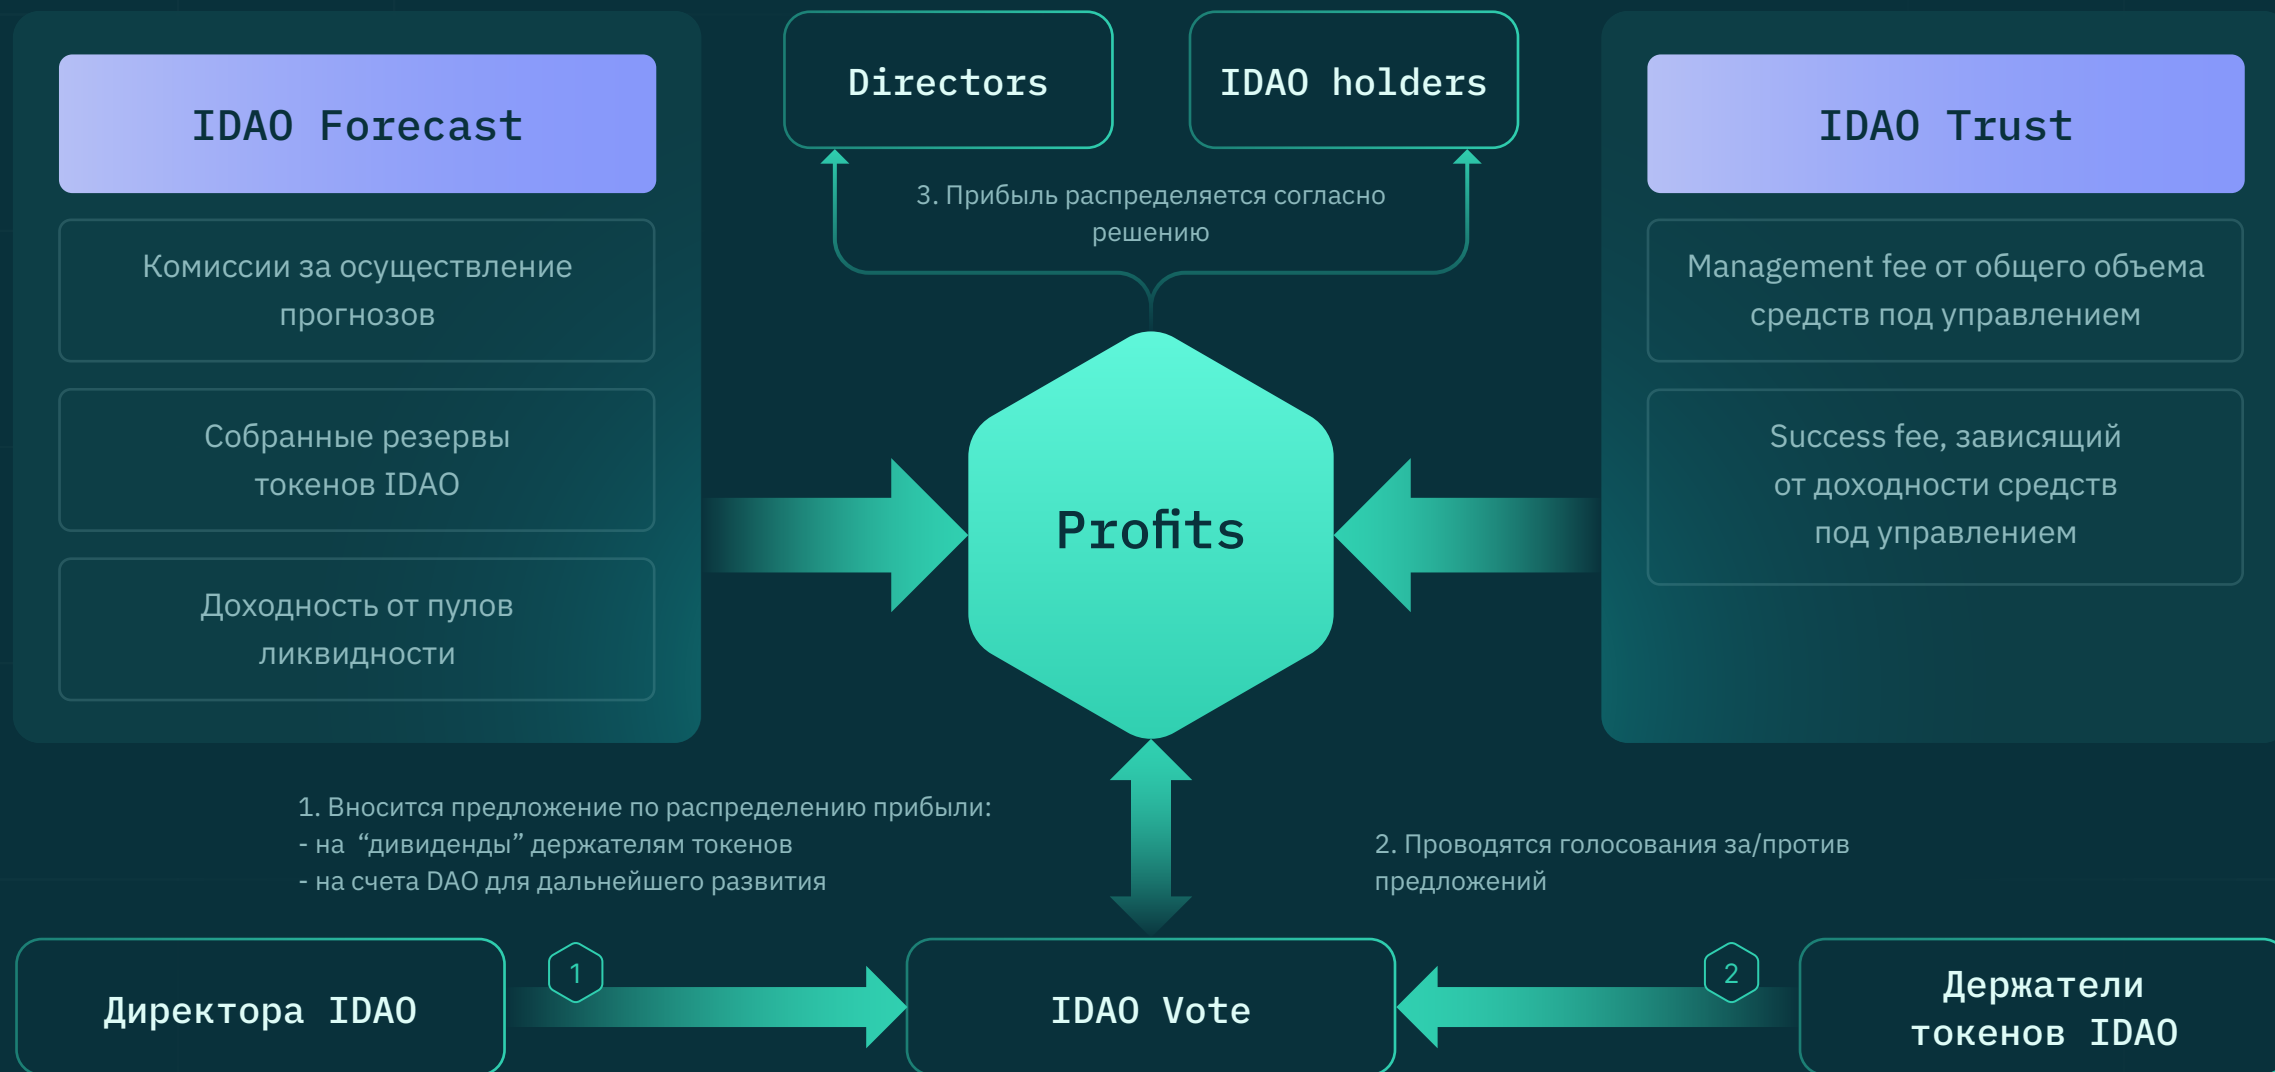 IDAO Forecast
Комиссии за осуществление
прогнозов
Собранные резервы
токенов IDAO
Доходность от пулов
ликвидности
Directors
IDAO holders
3. Прибыль распределяется согласно
решению
Profits
IDAO Trust
Management fee от общего объема
средств под управлением
Success fee, зависящий
от доходности средств
под управлением
1. Вносится предложение по распределению прибыли:
- на “дивиденды” держателям токенов
- на счета DAO для дальнейшего развития
2. Проводятся голосования за/против
предложений
Директора IDAO
1
IDAO Vote
2
Держатели
токенов IDAO